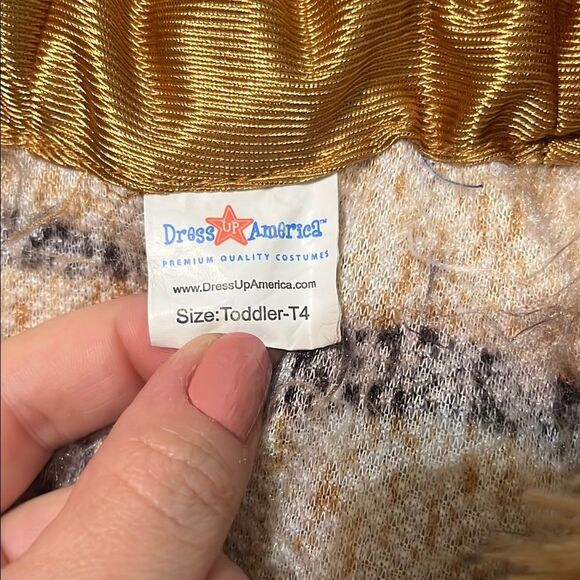 Dress UP America™
PREMIUM QUALITY COSTUMES
www.DressUpAmerica.com
Size:Toddler-T4